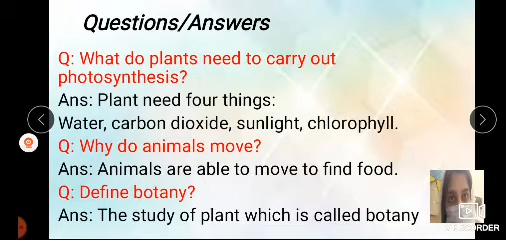 Questions/Answers
Q: What do plants need to carry out
photosynthesis?
Ans: Plant need four things:
Water, carbon dioxide, sunlight, chlorophyll.
Q: Why do animals move?
Ans: Animals are able to move to find food.
Q: Define botany?
Ans: The study of plant which is called botany
RECORDER